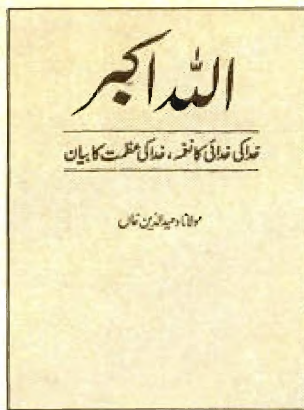 اللہ اکبر
خدا کی خدائی کا نغمہ، خدا کی عظمت کا بیان
مولانا وحید الدین خاں